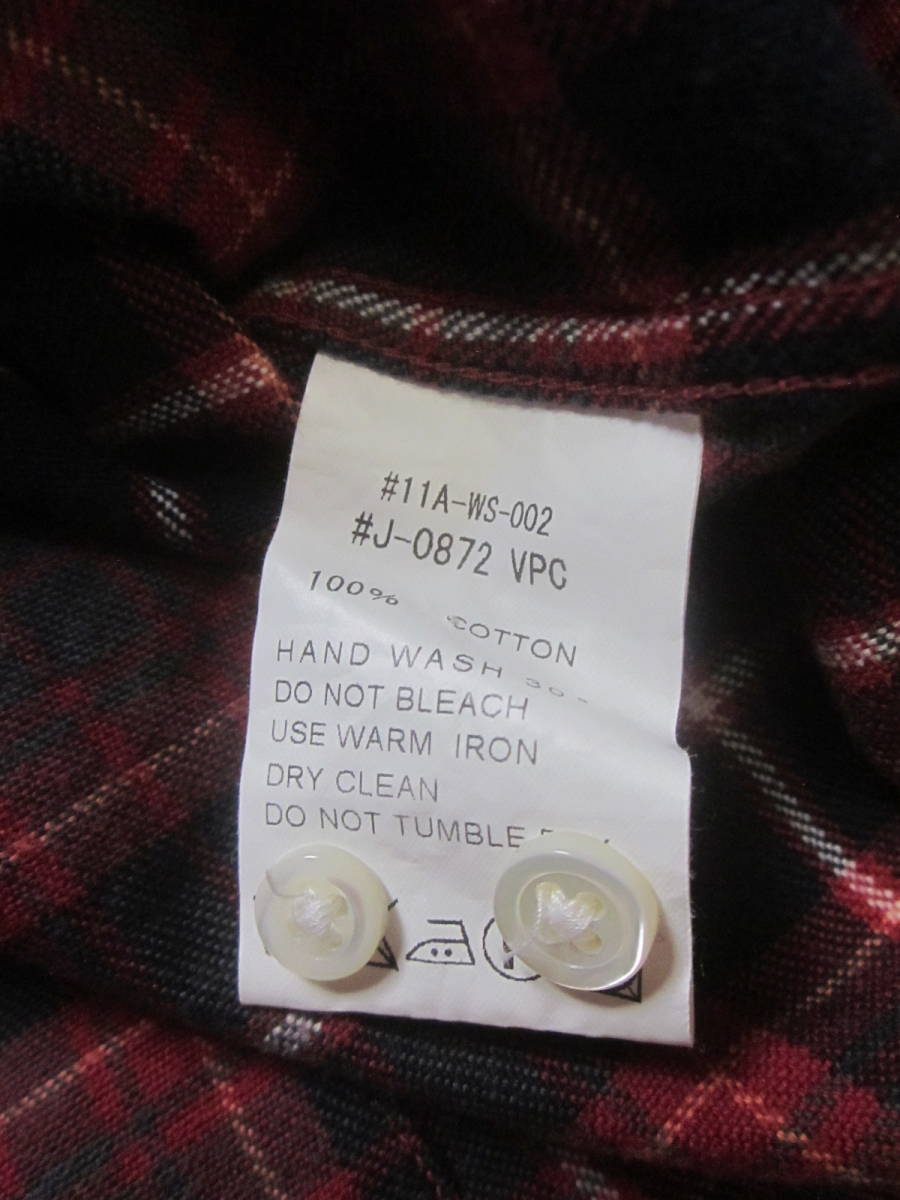 #11A-WS-002
#J-0872 VPC
100% COTTON
HAND WASH 30
DO NOT BLEACH
USE WARM IRON
DRY CLEAN
DO NOT TUMBLE